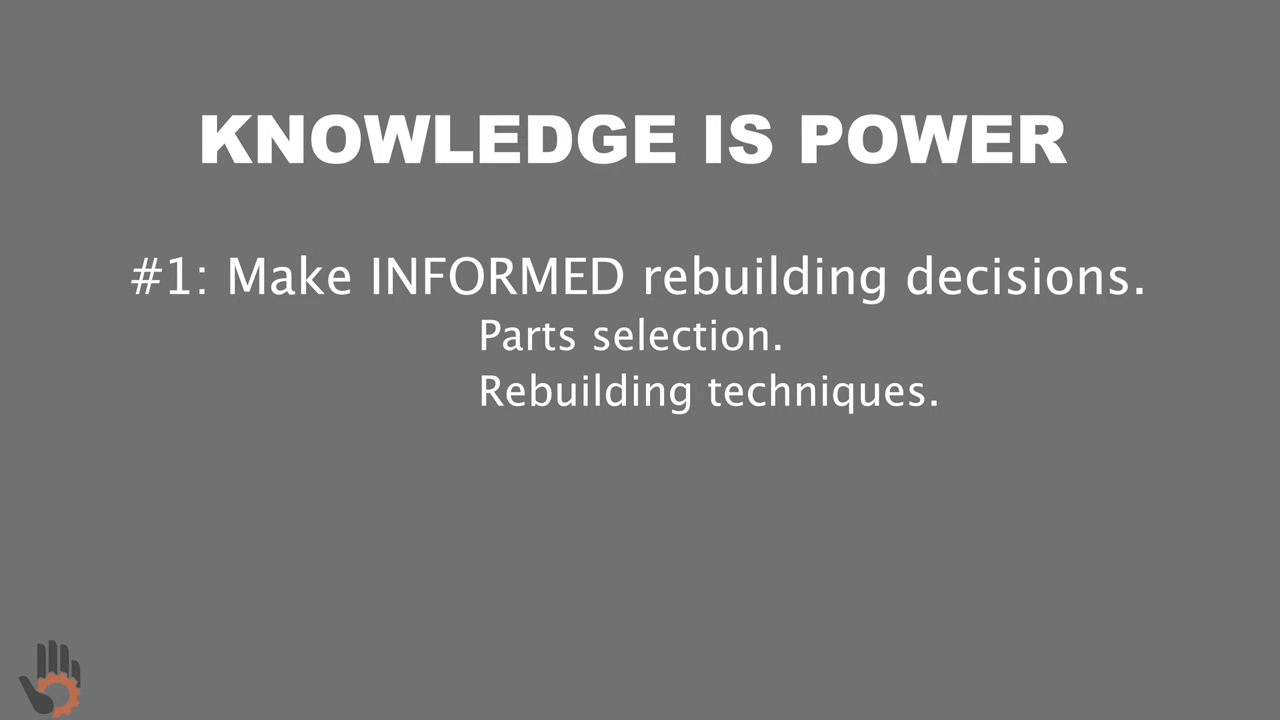 KNOWLEDGE IS POWER
#1: Make INFORMED rebuilding decisions.
Parts selection.
Rebuilding techniques.